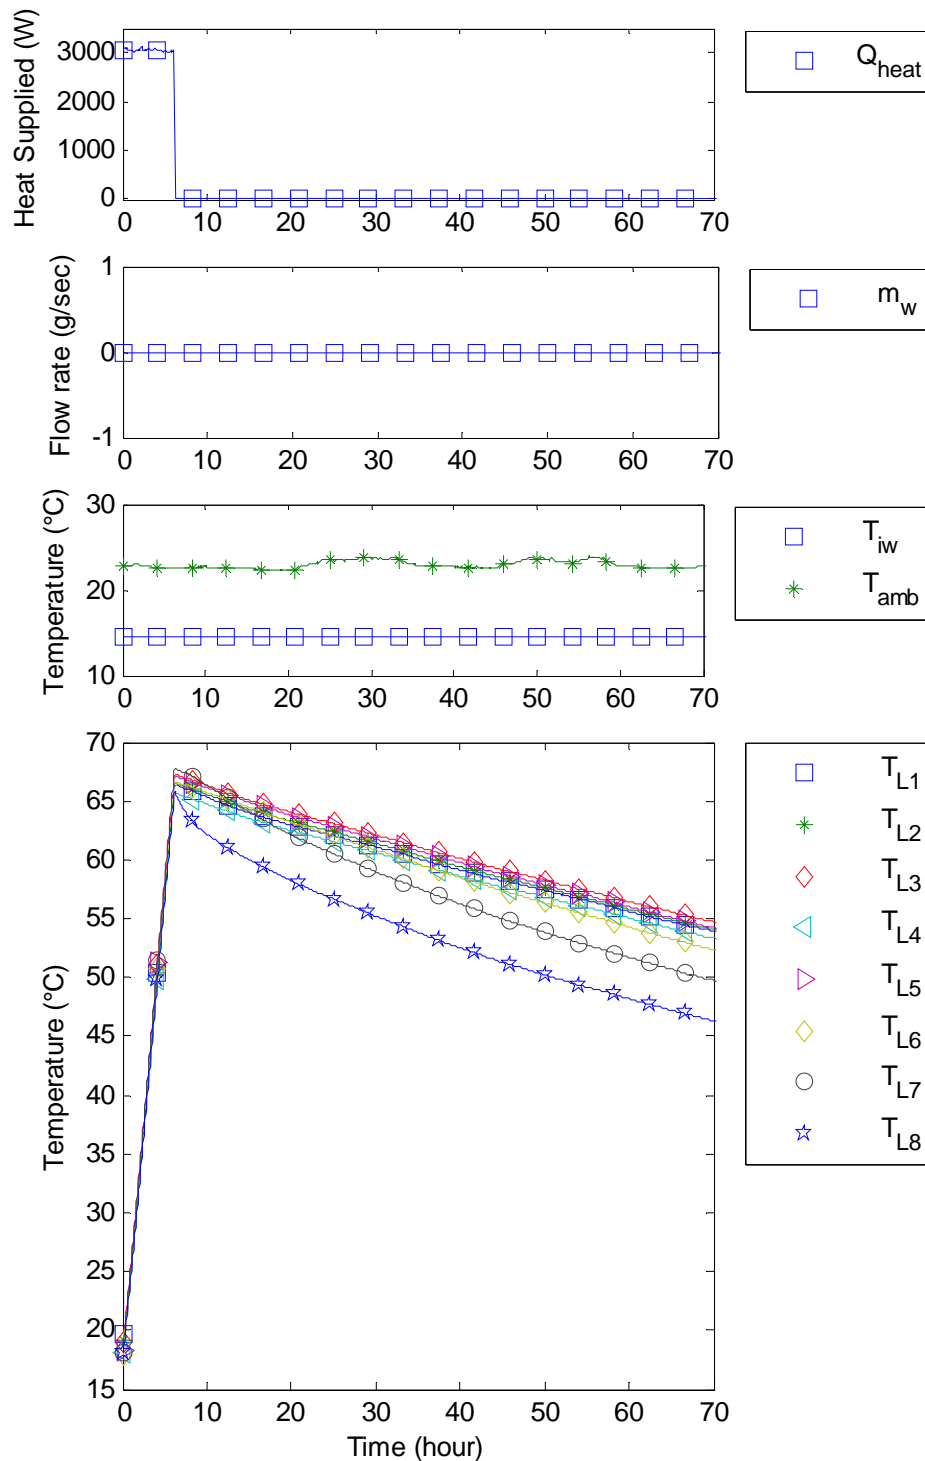 Heat Supplied (W)
3000
2000
1000
0
0 10 20 30 40 50 60 70
Q_heat
Flow rate (g/sec)
1
0
-1
0 10 20 30 40 50 60 70
m_w
Temperature (°C)
30
20
10
0 10 20 30 40 50 60 70
T_iw
T_amb
Temperature (°C)
70
65
60
55
50
45
40
35
30
25
20
15
0 10 20 30 40 50 60 70
Time (hour)
T_L1
T_L2
T_L3
T_L4
T_L5
T_L6
T_L7
T_L8